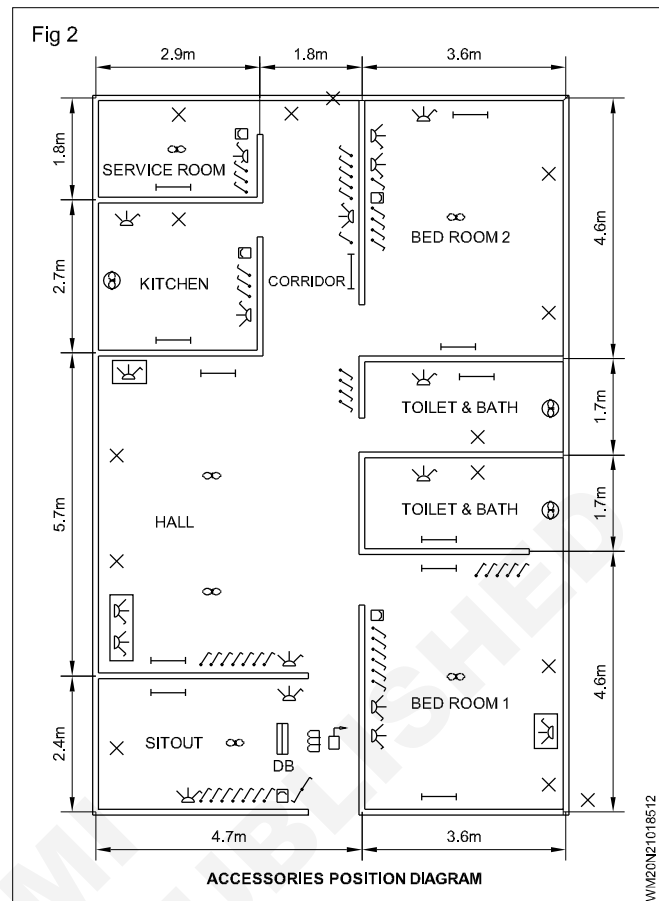 Fig 2
2.9m
1.8m
3.6m
1.8m
SERVICE ROOM
BED ROOM 2
4.6m
2.7m
KITCHEN
CORRIDOR
TOILET & BATH
1.7m
5.7m
HALL
TOILET & BATH
1.7m
BED ROOM 1
4.6m
2.4m
SITOUT
DB
4.7m
3.6m
ACCESSORIES POSITION DIAGRAM
WM20N21018512
MI
UBLISHED